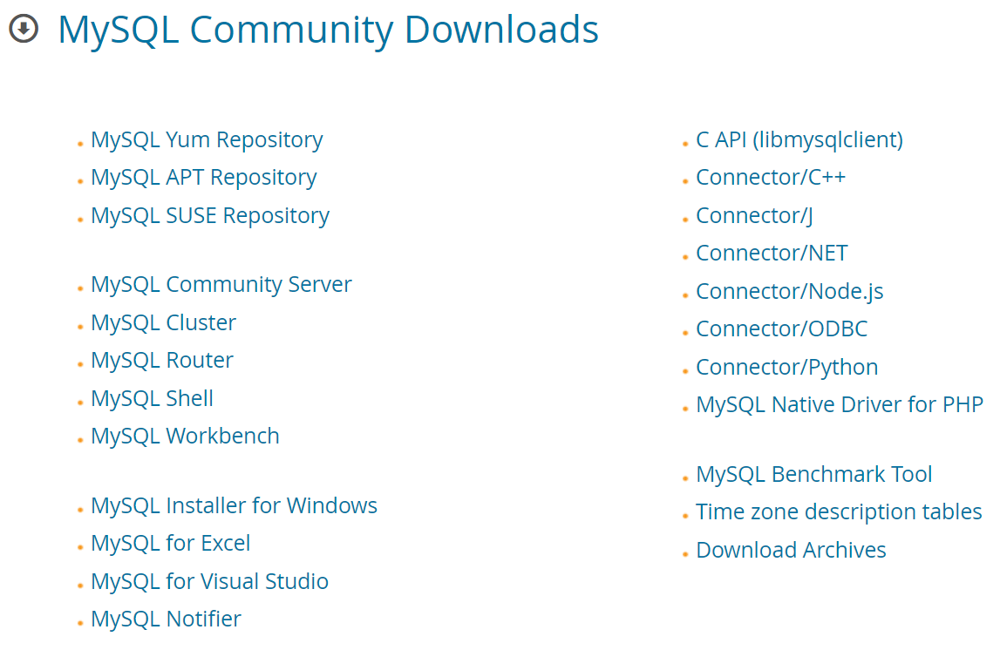 MySQL Community Downloads
MySQL Yum Repository
MySQL APT Repository
MySQL SUSE Repository
MySQL Community Server
MySQL Cluster
MySQL Router
MySQL Shell
MySQL Workbench
MySQL Installer for Windows
MySQL for Excel
MySQL for Visual Studio
MySQL Notifier
C API (libmysqlclient)
Connector/C++
Connector/J
Connector/NET
Connector/Node.js
Connector/ODBC
Connector/Python
MySQL Native Driver for PHP
MySQL Benchmark Tool
Time zone description tables
Download Archives